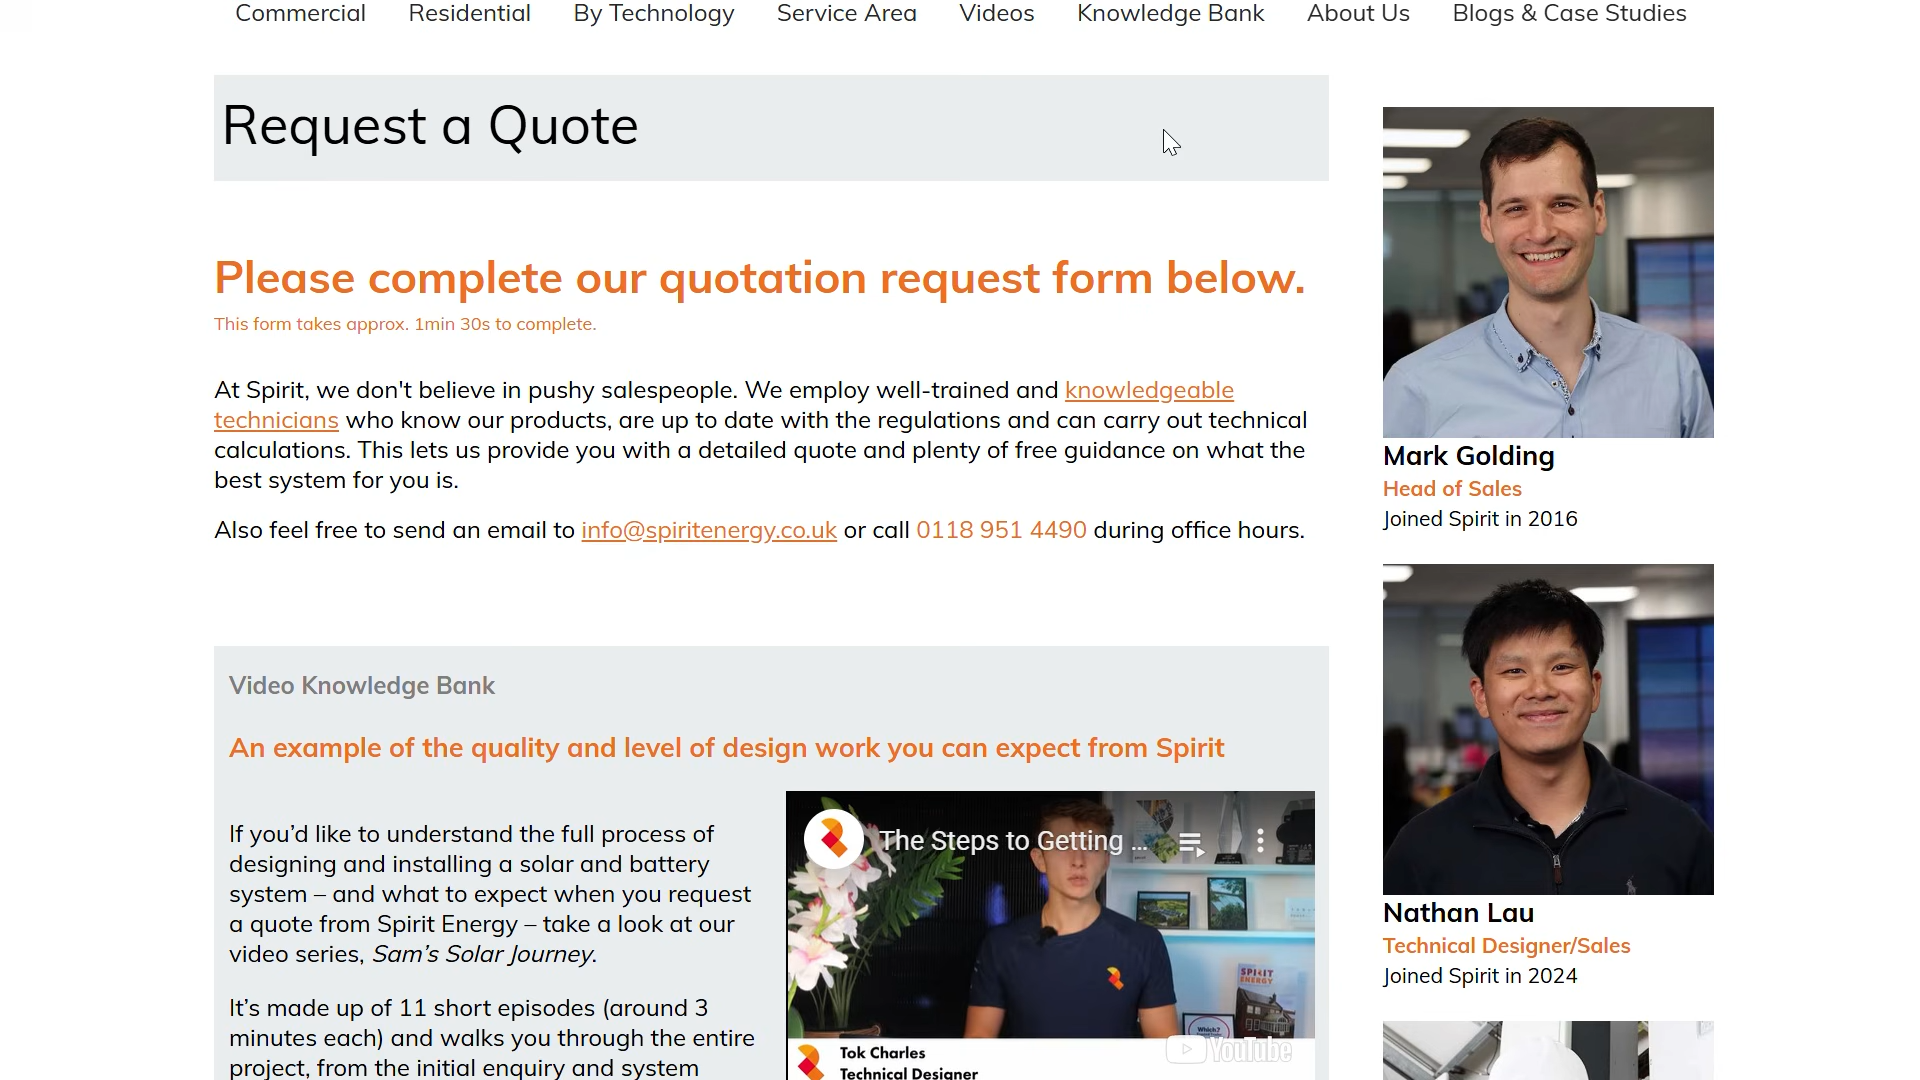 Commercial Residential By Technology Service Area Videos Knowledge Bank About Us Blogs & Case Studies
Request a Quote
Please complete our quotation request form below.
This form takes approx. 1min 30s to complete.
At Spirit, we don't believe in pushy salespeople. We employ well-trained and knowledgeable
technicians who know our products, are up to date with the regulations and can carry out technical
calculations. This lets us provide you with a detailed quote and plenty of free guidance on what the
best system for you is.
Also feel free to send an email to info@spiritenergy.co.uk or call 0118 951 4490 during office hours.
Video Knowledge Bank
An example of the quality and level of design work you can expect from Spirit
If you’d like to understand the full process of
designing and installing a solar and battery
system – and what to expect when you request
a quote from Spirit Energy – take a look at our
video series, Sam’s Solar Journey.
It’s made up of 11 short episodes (around 3
minutes each) and walks you through the entire
project, from the initial enquiry and system
The Steps to Getting ...
SPIRIT
ENERGY
Which?
YouTube
Tok Charles
Technical Designer
Mark Golding
Head of Sales
Joined Spirit in 2016
Nathan Lau
Technical Designer/Sales
Joined Spirit in 2024